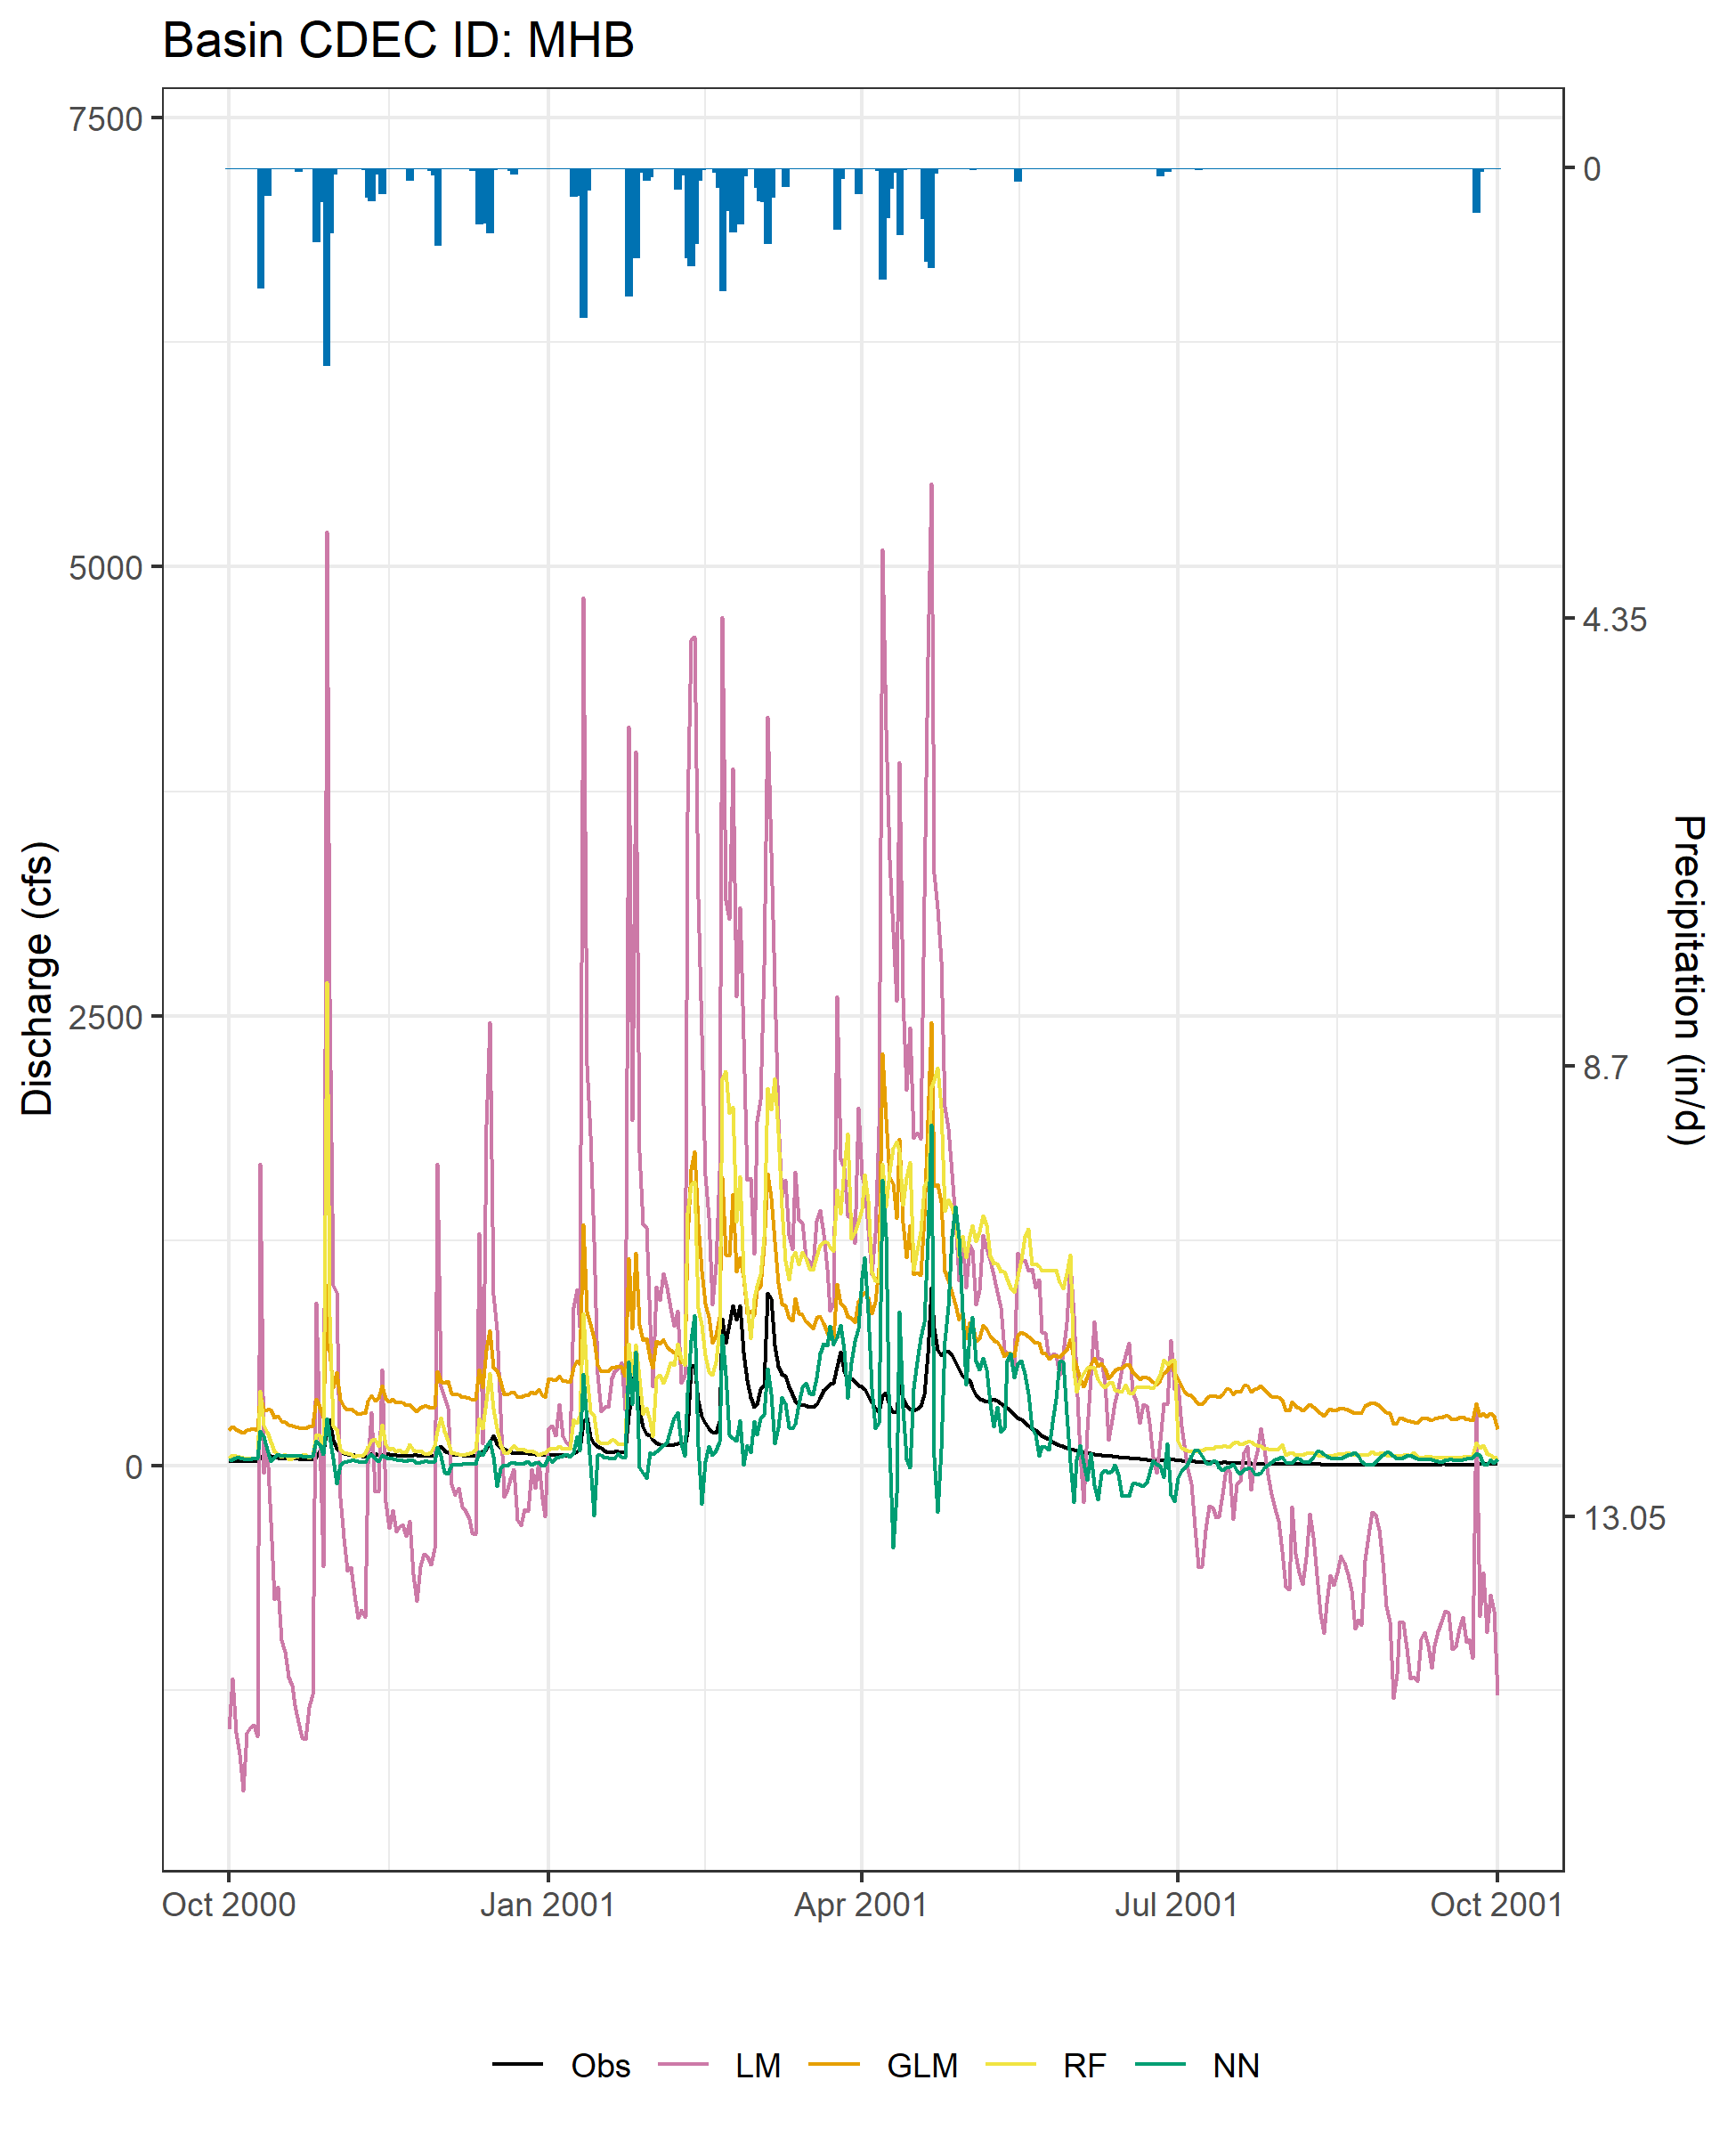 Basin CDEC ID: MHB
7500
5000
2500
0
Discharge (cfs)
0
4.35
8.7
13.05
Precipitation (in/d)
Oct 2000 Jan 2001 Apr 2001 Jul 2001 Oct 2001
Obs LM GLM RF NN